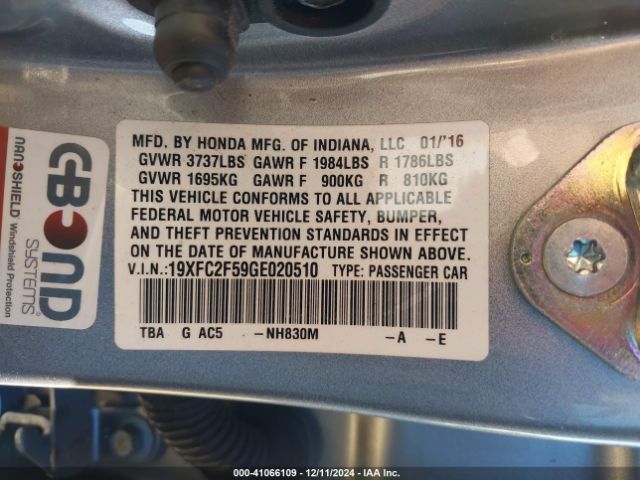 MFD. BY HONDA MFG. OF INDIANA, LLC 01/'16
GVWR 3737LBS GAWR F 1984LBS R 1786LBS
GVWR 1695KG GAWR F 900KG R 810KG
THIS VEHICLE CONFORMS TO ALL APPLICABLE
FEDERAL MOTOR VEHICLE SAFETY, BUMPER,
AND THEFT PREVENTION STANDARDS IN EFFECT
ON THE DATE OF MANUFACTURE SHOWN ABOVE.
V.I.N.:19XFC2F59GE020510 TYPE: PASSENGER CAR
TBA G AC5 -NH830M -A -E
NANOSHIELD Windshield Protection
C-BOND
SYSTEMS
000-41066109 - 12/11/2024 - IAA Inc.